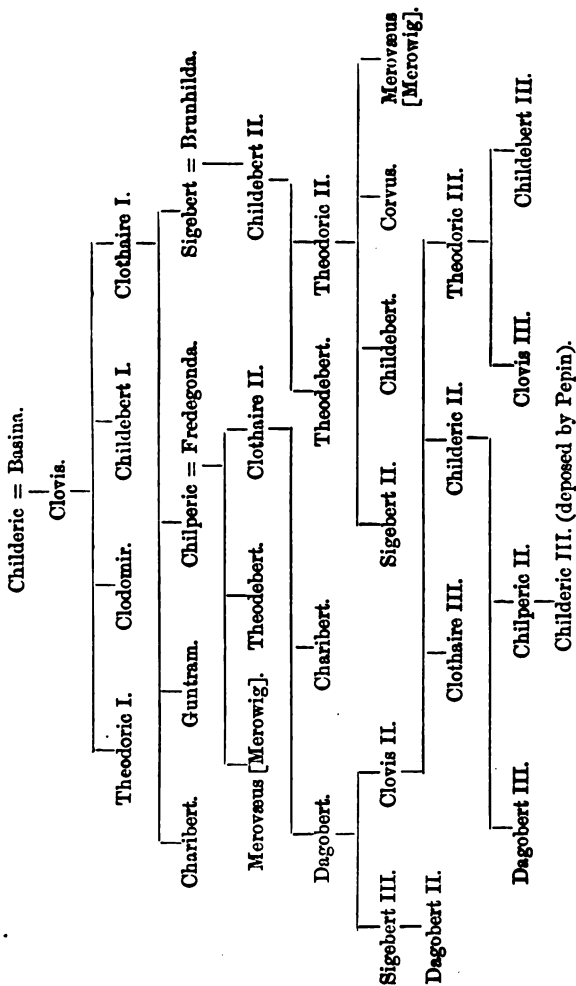 Childeric = Basina.
Clovis.
Theodoric I. Clodomir. Childebert I. Clothaire I.
Charibert. Guntram. Chilperic = Fredegonda. Sigebert = Brunhilda.
Merovæus [Merowig]. Theodebert. Clothaire II. Childebert II.
Dagobert. Charibert. Theodebert. Theodoric II.
Sigebert III. Clovis II. Sigebert II. Childebert. Corvus. Merovæus
[Merowig].
Dagobert II. Clothaire III. Childeric II. Theodoric III.
Dagobert III. Chilperic II. Clovis III. Childebert III.
Childeric III. (deposed by Pepin).